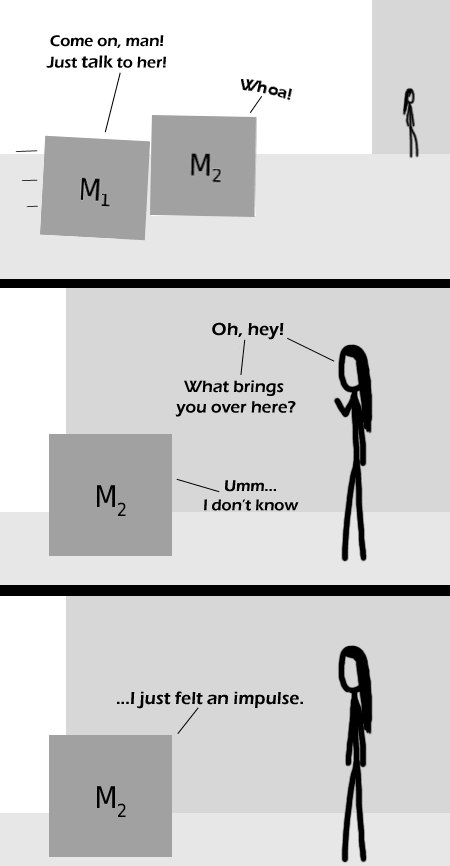 Come on, man!
Just talk to her!
Whoa!
M₁
M₂
Oh, hey!
What brings
you over here?
M₂
Umm...
I don't know
...I just felt an impulse.
M₂